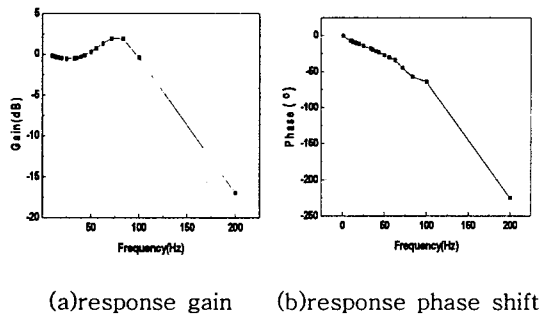 5
0
-5
-10
-15
-20
Gain(dB)
50 100 150 200
Frequency(Hz)
0
-50
-100
-150
-200
-250
Phase (°)
0 50 100 150 200
Frequency(Hz)
(a)response gain (b)response phase shift